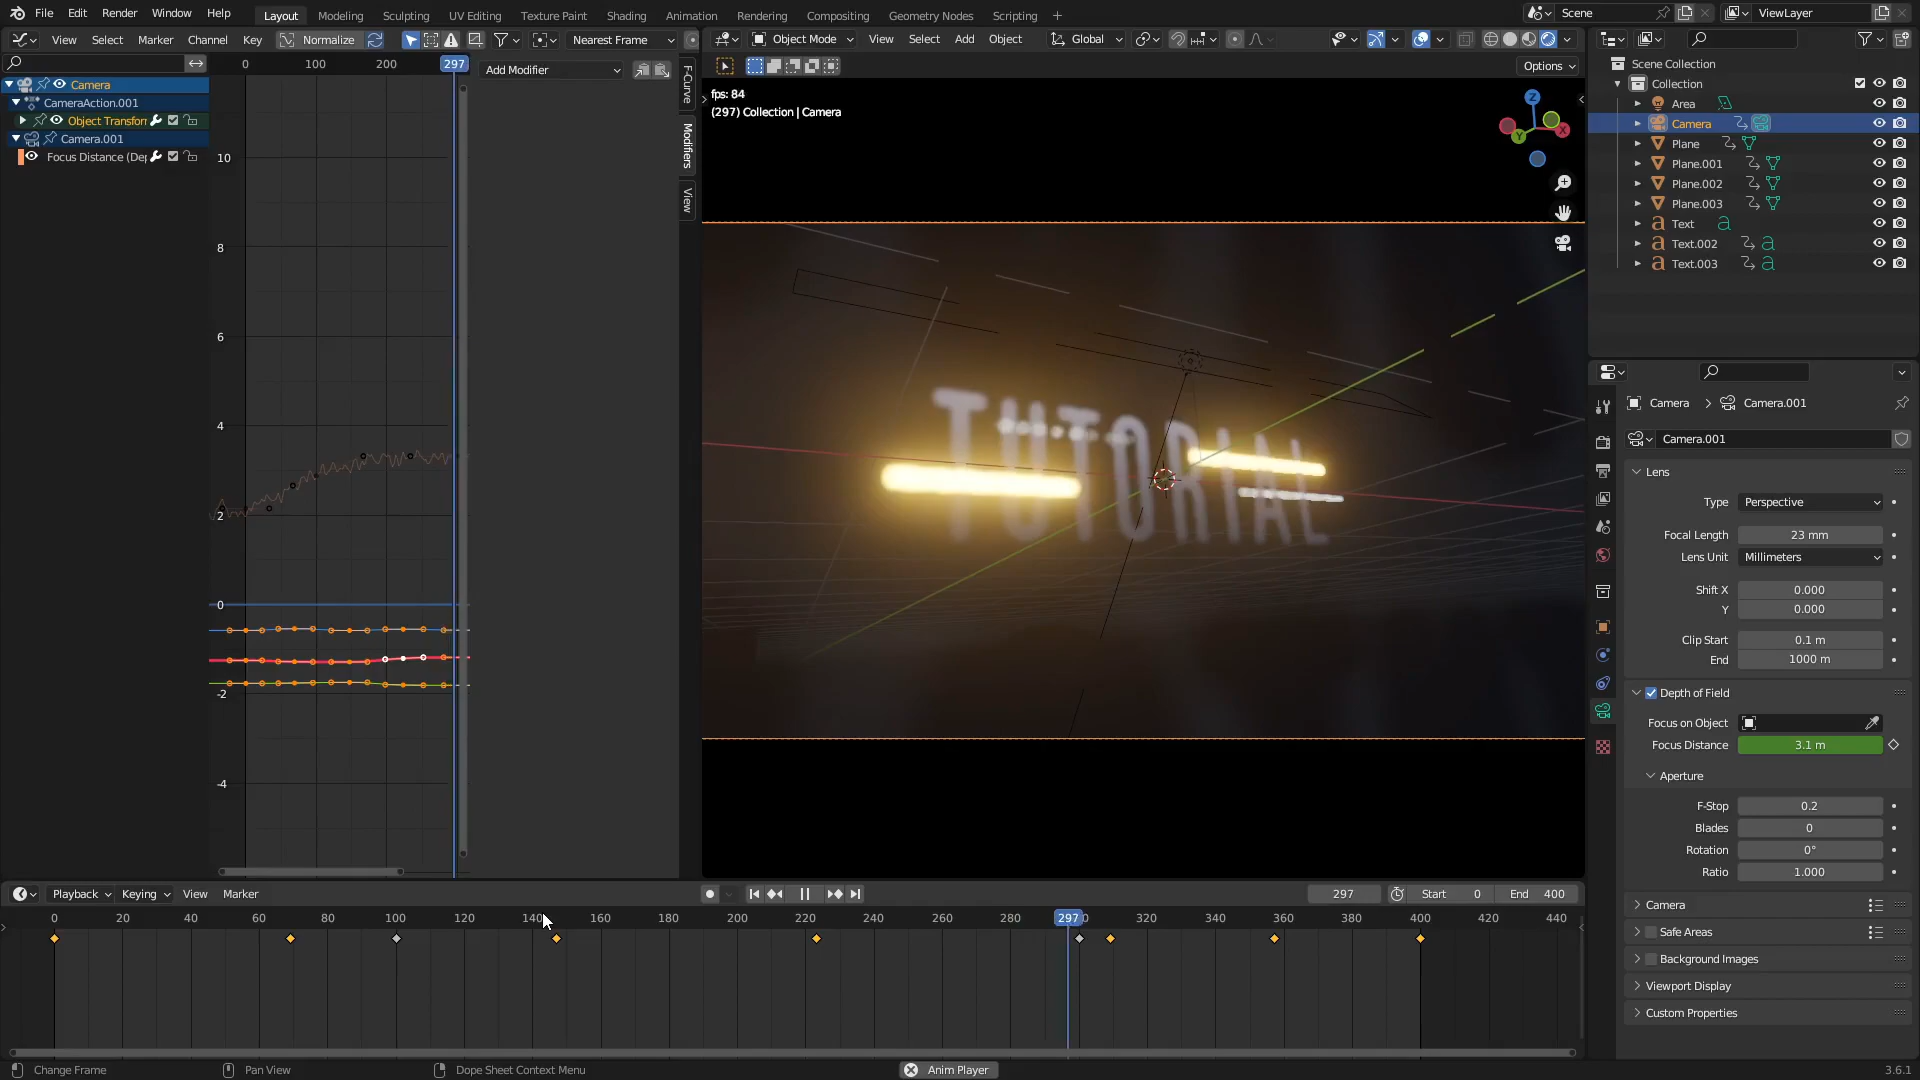 File Edit Render Window Help Layout Modeling Sculpting UV Editing Texture Paint Shading Animation Rendering Compositing Geometry Nodes Scripting + Scene ViewLayer
View Select Marker Channel Key Normalize Nearest Frame Object Mode View Select Add Object Global
0 100 200 297 Add Modifier Options
Camera
CameraAction.001
Object Transfor
Camera.001
Focus Distance (De
10
8
6
4
2
0
-2
-4
F-Curve
Modifiers
View
fps: 84
(297) Collection | Camera
Z
X
Y
TUTORIAL
Scene Collection
Collection
Area
Camera
Plane
Plane.001
Plane.002
Plane.003
Text
Text.002
Text.003
Camera Camera.001
Camera.001
Lens
Type Perspective
Focal Length 23 mm
Lens Unit Millimeters
Shift X 0.000
Y 0.000
Clip Start 0.1 m
End 1000 m
Depth of Field
Focus on Object
Focus Distance 3.1 m
Aperture
F-Stop 0.2
Blades 0
Rotation 0°
Ratio 1.000
Camera
Safe Areas
Background Images
Viewport Display
Custom Properties
Playback Keying View Marker 297 Start 0 End 400
0 20 40 60 80 100 120 140 160 180 200 220 240 260 280 297 0 320 340 360 380 400 420 440
Change Frame Pan View Dope Sheet Context Menu Anim Player 3.6.1